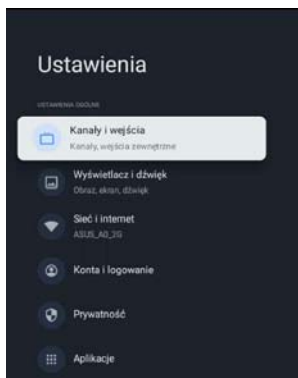 Ustawienia
USTAWIENIA OGÓLNE
Kanały i wejścia
Kanały, wejścia zewnętrzne
Wyświetlacz i dźwięk
Obraz, ekran, dźwięk
Sieć i internet
ASUS_A0_2G
Konta i logowanie
Prywatność
Aplikacje